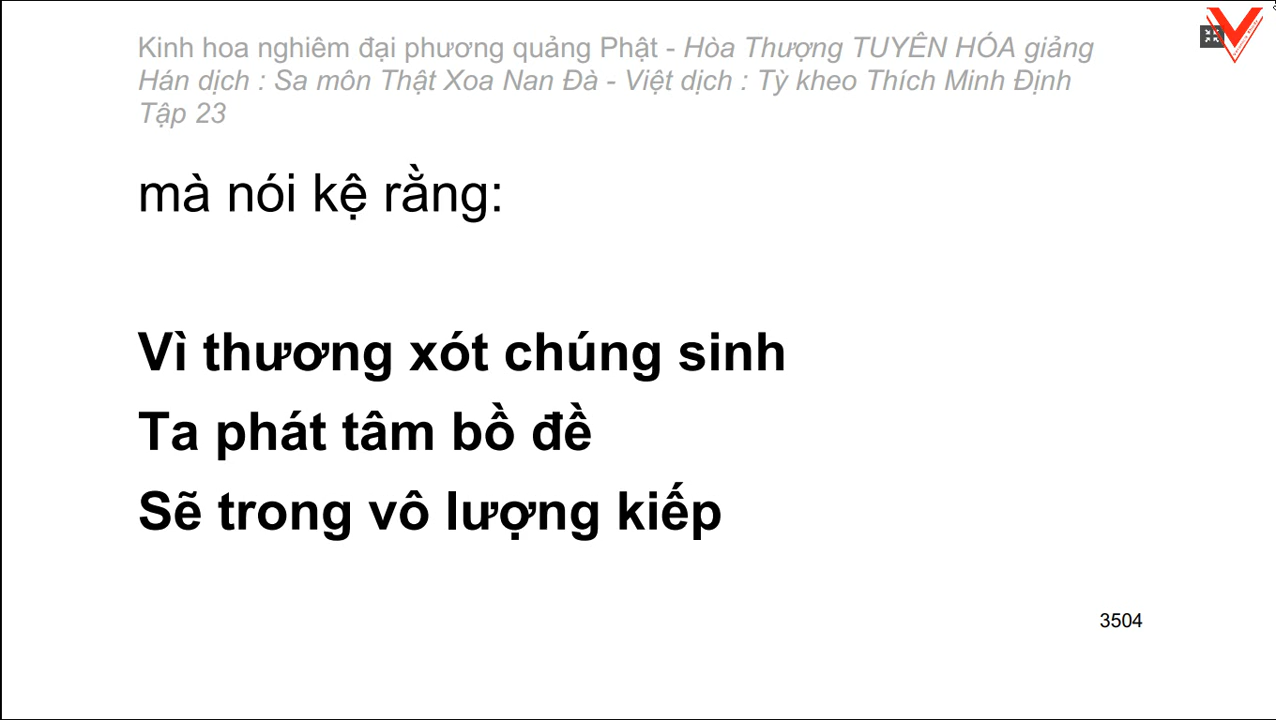 Kinh hoa nghiêm đại phương quảng Phật - Hòa Thượng TUYÊN HÓA giảng
Hán dịch : Sa môn Thật Xoa Nan Đà - Việt dịch : Tỳ kheo Thích Minh Định
Tập 23
mà nói kệ rằng:
Vì thương xót chúng sinh
Ta phát tâm bồ đề
Sẽ trong vô lượng kiếp
3504